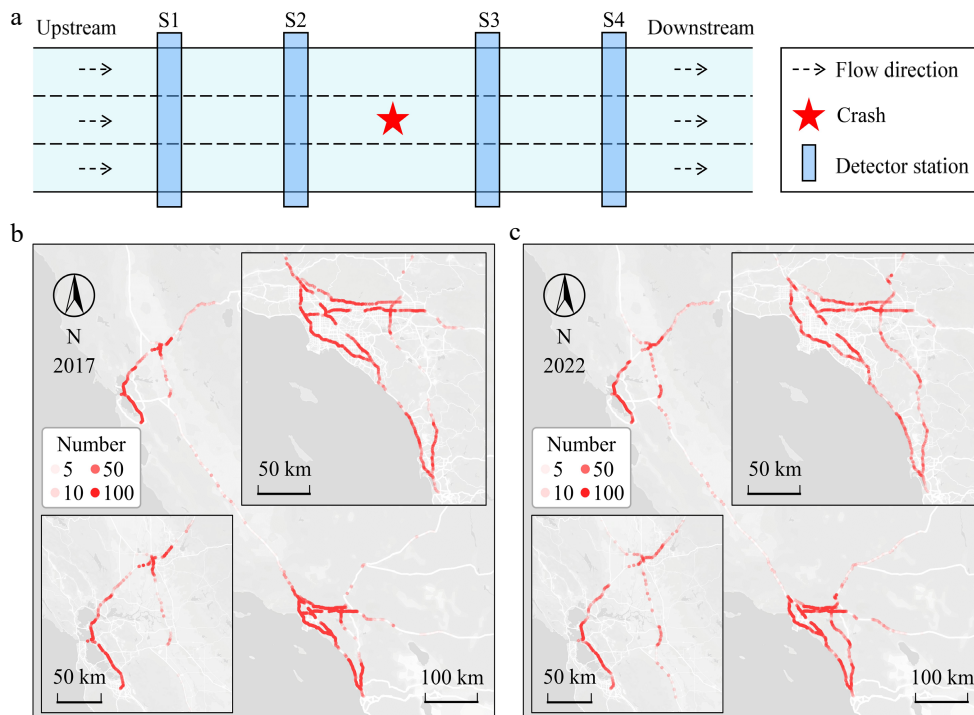 a
Upstream
S1
S2
S3
S4
Downstream
Flow direction
Crash
Detector station
b
N
2017
Number
5
50
10
100
50 km
50 km
100 km
c
N
2022
Number
5
50
10
100
50 km
50 km
100 km